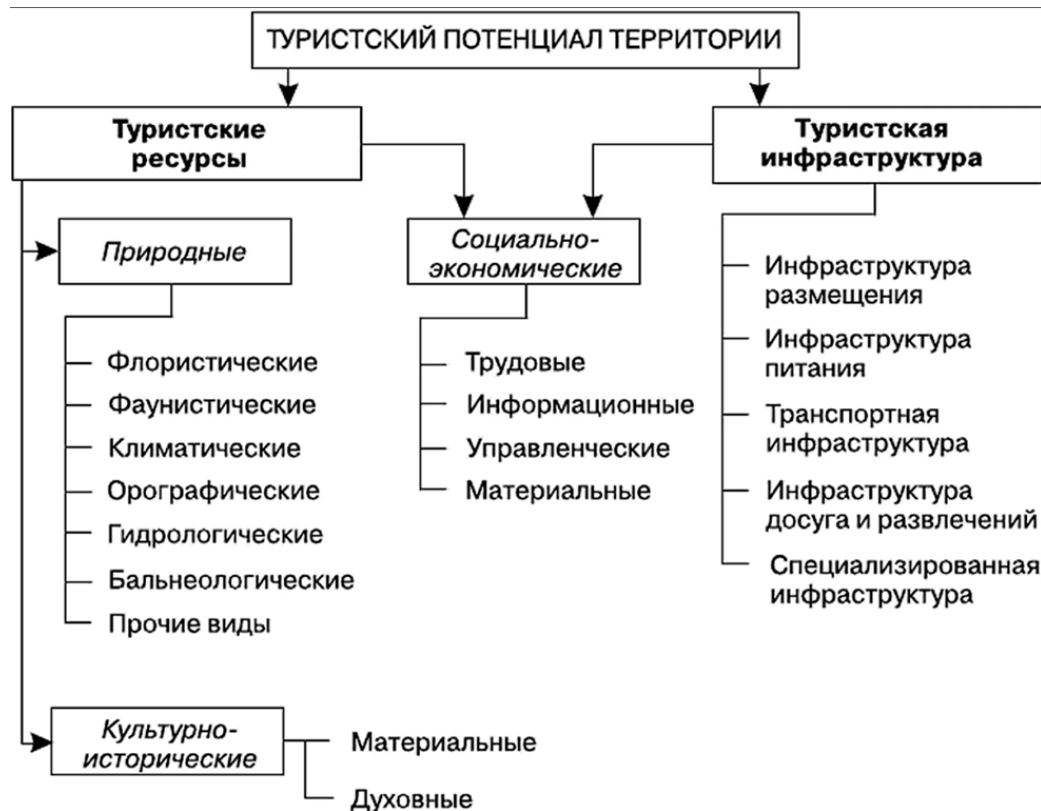 ТУРИСТСКИЙ ПОТЕНЦИАЛ ТЕРРИТОРИИ
Туристские
ресурсы
Туристская
инфраструктура
Природные
Социально-
экономические
Флористические
Фаунистические
Климатические
Орографические
Гидрологические
Бальнеологические
Прочие виды
Трудовые
Информационные
Управленческие
Материальные
Инфраструктура
размещения
Инфраструктура
питания
Транспортная
инфраструктура
Инфраструктура
досуга и развлечений
Специализированная
инфраструктура
Культурно-
исторические
Материальные
Духовные